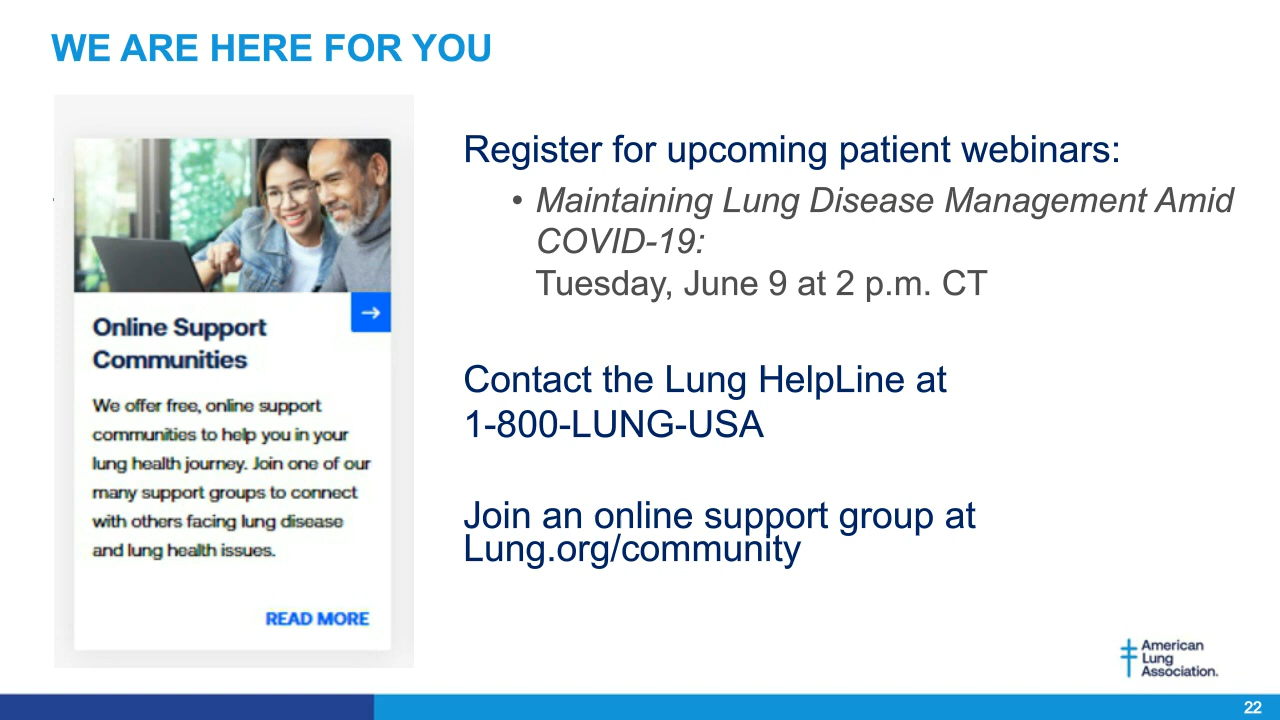 WE ARE HERE FOR YOU
Online Support
Communities
We offer free, online support
communities to help you in your
lung health journey. Join one of our
many support groups to connect
with others facing lung disease
and lung health issues.
READ MORE
Register for upcoming patient webinars:
• Maintaining Lung Disease Management Amid
COVID-19:
Tuesday, June 9 at 2 p.m. CT
Contact the Lung HelpLine at
1-800-LUNG-USA
Join an online support group at
Lung.org/community
American
Lung
Association.
22